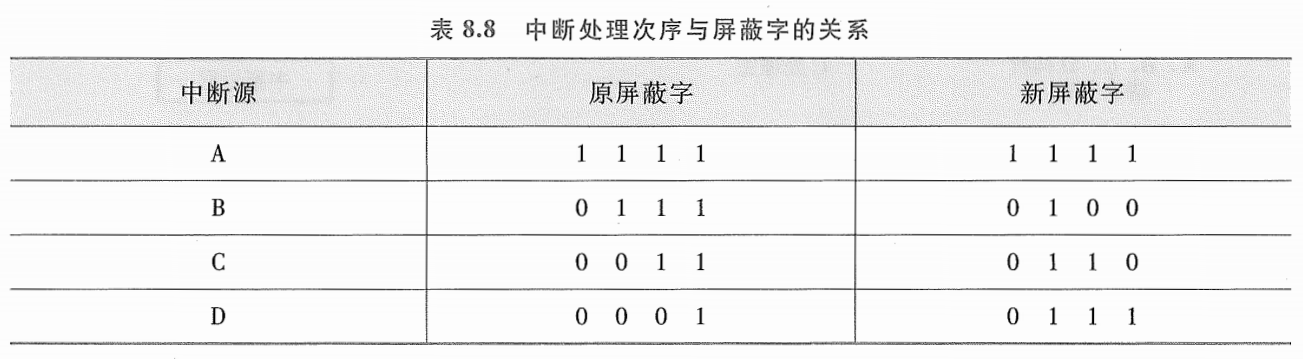 表 8.8 中断处理次序与屏蔽字的关系
中断源 原屏蔽字 新屏蔽字
A 1 1 1 1 1 1 1 1
B 0 1 1 1 0 1 0 0
C 0 0 1 1 0 1 1 0
D 0 0 0 1 0 1 1 1